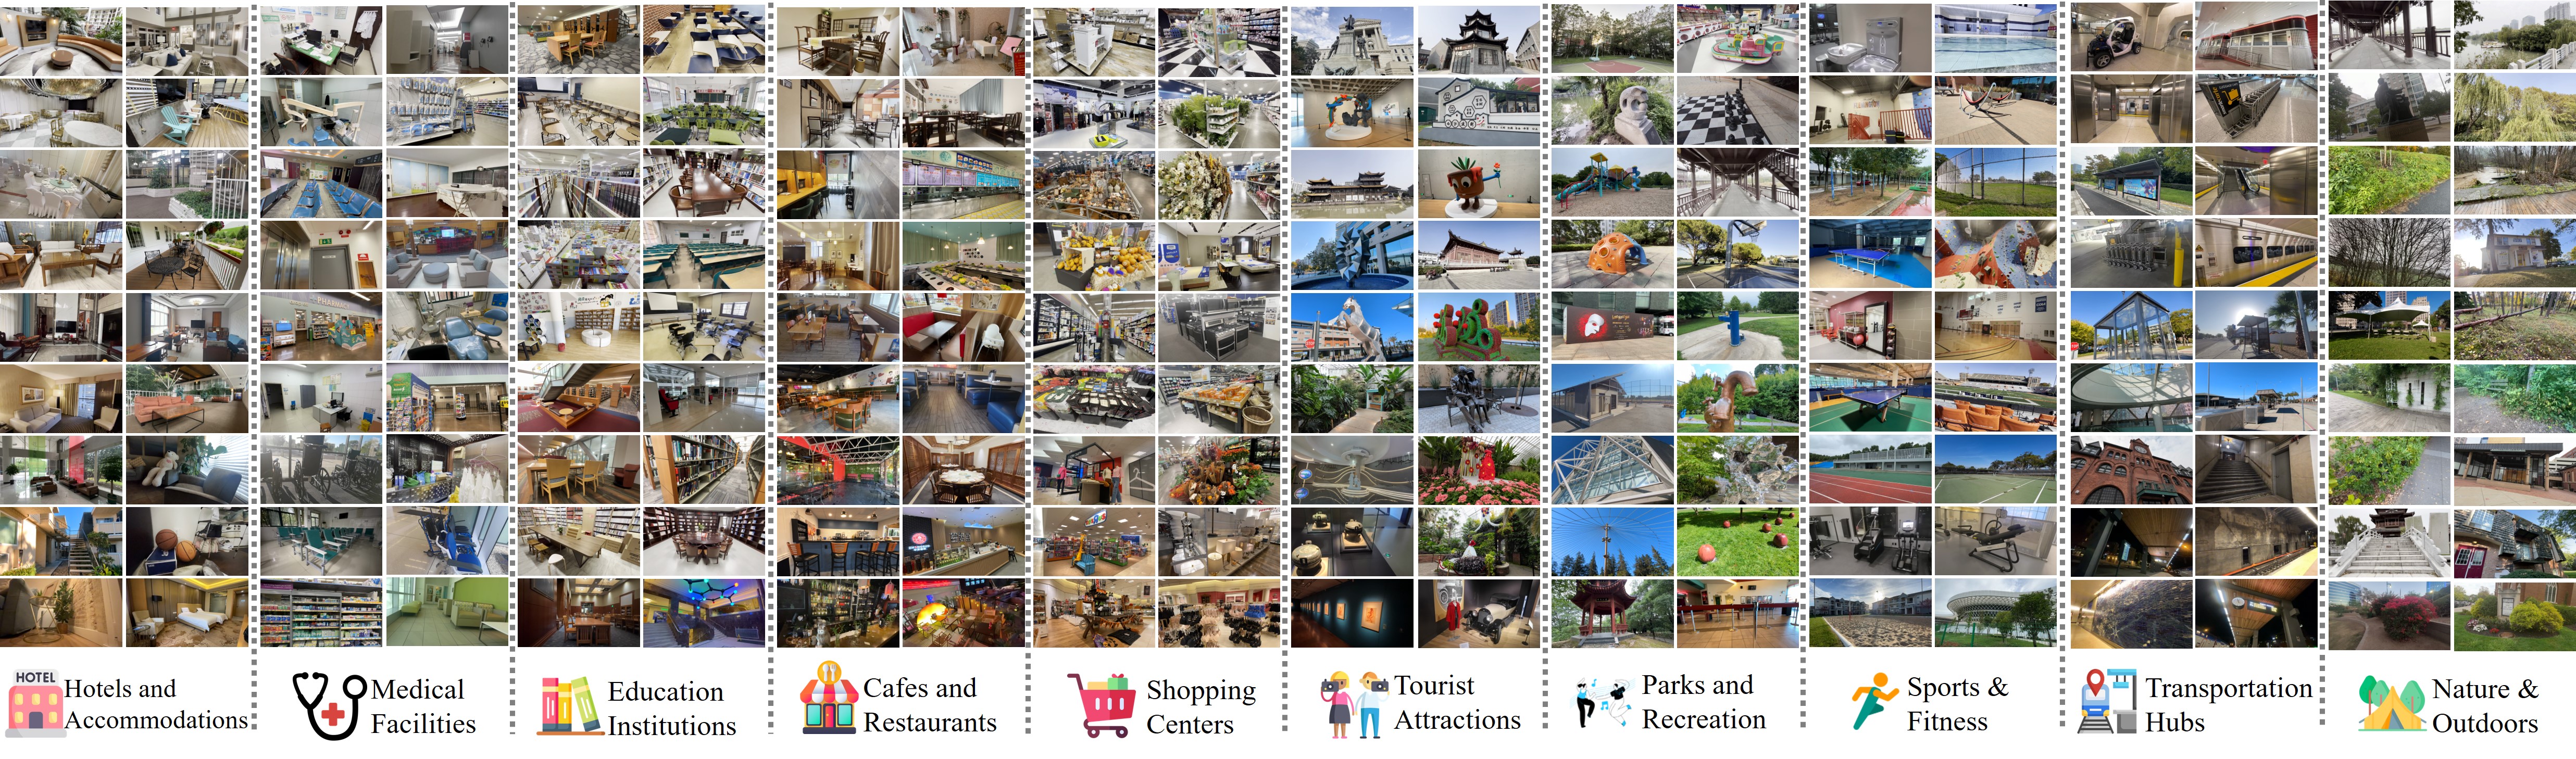 PHARMACY
HOTEL
Hotels and
Accommodations
Medical
Facilities
Education
Institutions
Cafes and
Restaurants
Shopping
Centers
Tourist
Attractions
Parks and
Recreation
Sports &
Fitness
Transportation
Hubs
Nature &
Outdoors